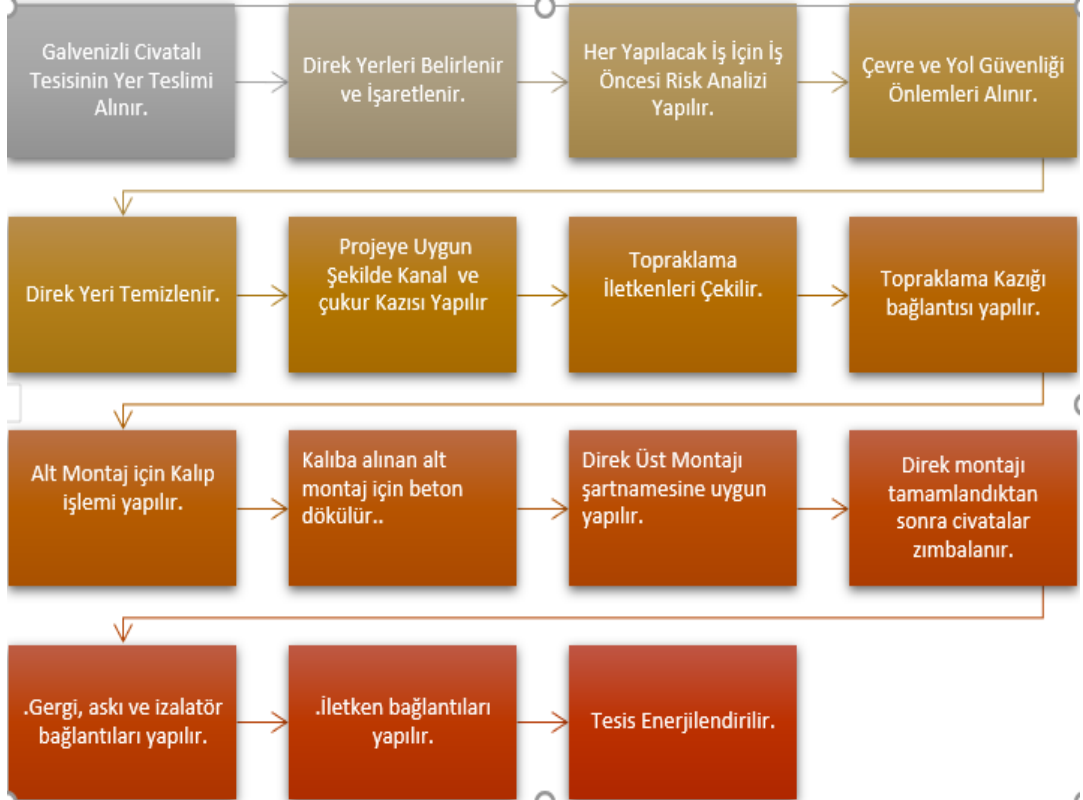 Galvenizli Civatalı
Tesisinin Yer Teslimi
Alınır.
Direk Yerleri Belirlenir
ve İşaretlenir.
Her Yapılacak İş İçin İş
Öncesi Risk Analizi
Yapılır.
Çevre ve Yol Güvenliği
Önlemleri Alınır.
Direk Yeri Temizlenir.
Projeye Uygun
Şekilde Kanal ve
çukur Kazısı Yapılır
Topraklama
İletkenleri Çekilir.
Topraklama Kazığı
bağlantısı yapılır.
Alt Montaj için Kalıp
işlemi yapılır.
Kalıba alınan alt
montaj için beton
dökülür..
Direk Üst Montajı
şartnamesine uygun
yapılır.
Direk montajı
tamamlandıktan
sonra civatalar
zımbalanır.
.Gergi, askı ve izalatör
bağlantıları yapılır.
.İletken bağlantıları
yapılır.
Tesis Enerjilendirilir.